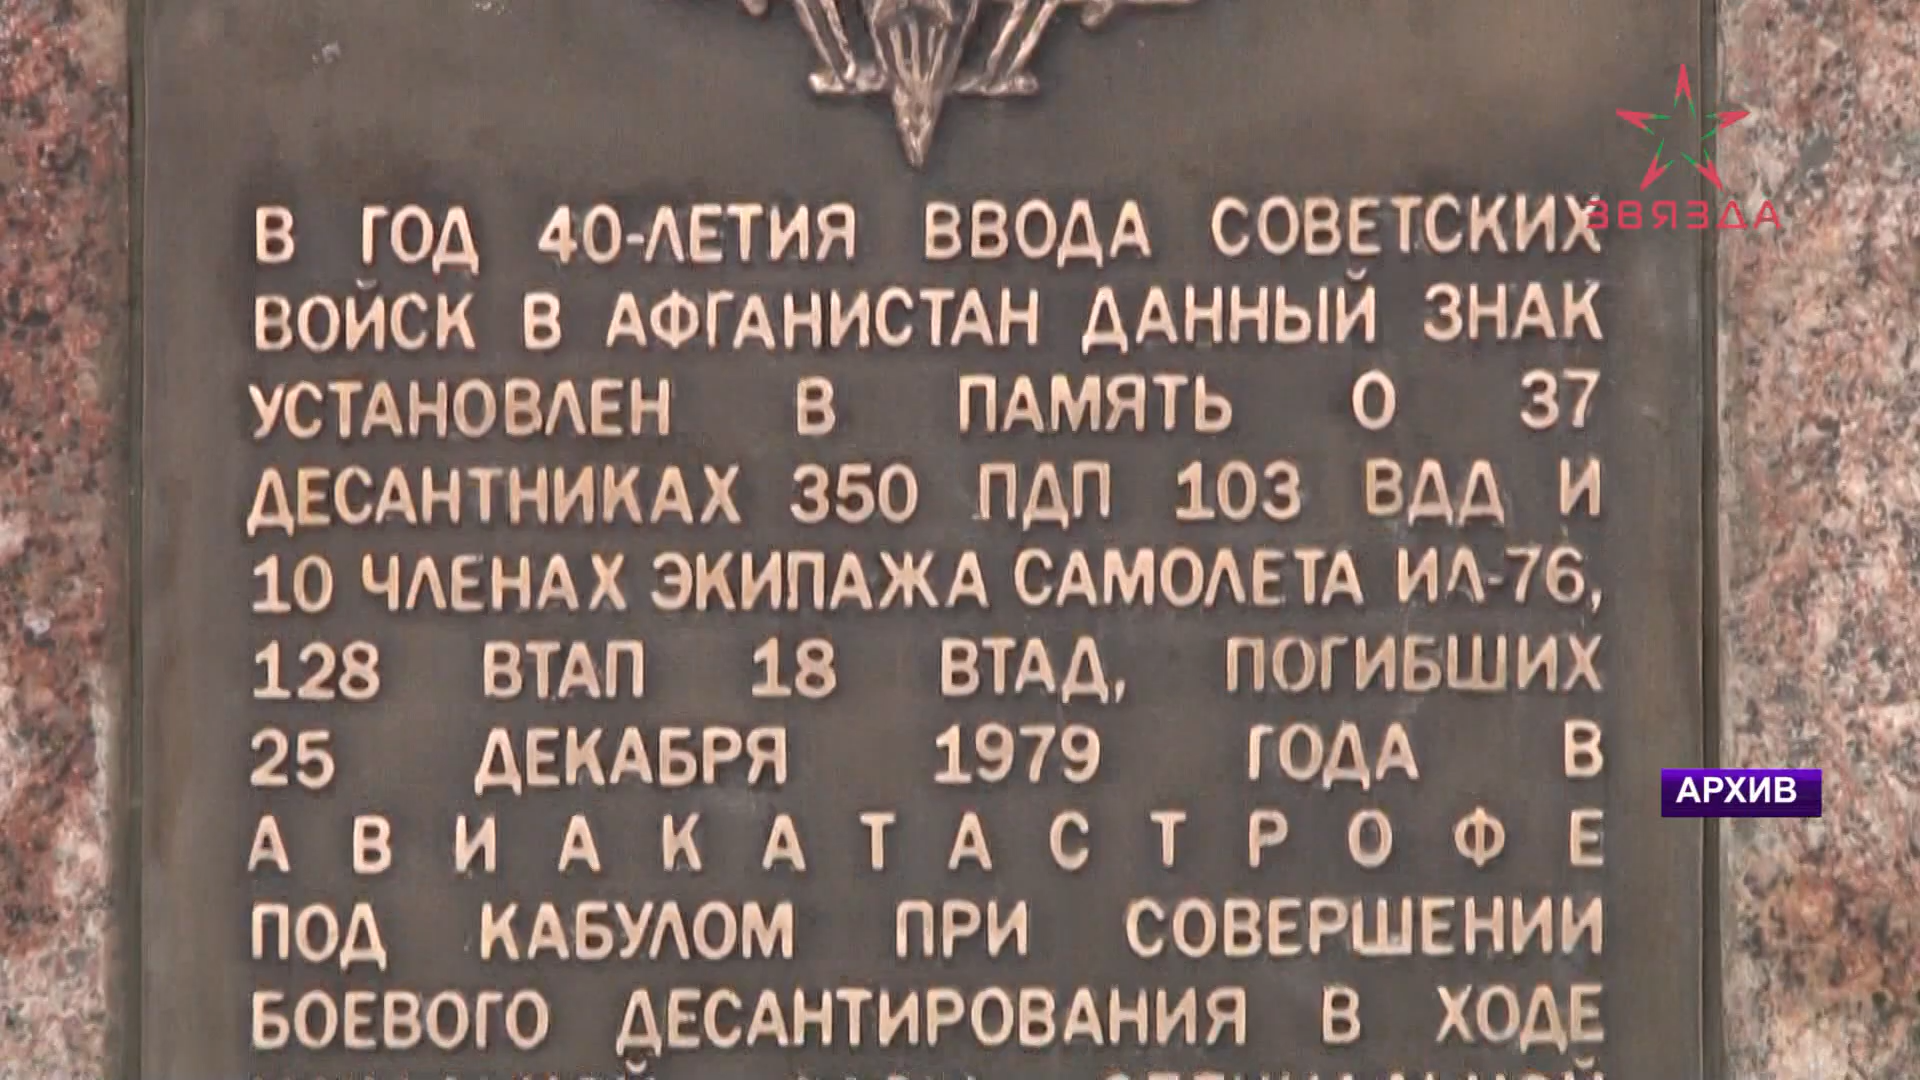 В ГОД 40-ЛЕТИЯ ВВОДА СОВЕТСКИХ
ВОЙСК В АФГАНИСТАН ДАННЫЙ ЗНАК
УСТАНОВЛЕН В ПАМЯТЬ О 37
ДЕСАНТНИКАХ 350 ПДП 103 ВДД И
10 ЧЛЕНАХ ЭКИПАЖА САМОЛЕТА ИЛ-76,
128 ВТАП 18 ВТАД, ПОГИБШИХ
25 ДЕКАБРЯ 1979 ГОДА В
АВИАКАТАСТРОФЕ
ПОД КАБУЛОМ ПРИ СОВЕРШЕНИИ
БОЕВОГО ДЕСАНТИРОВАНИЯ В ХОДЕ
ЗВЯЗДА
АРХИВ